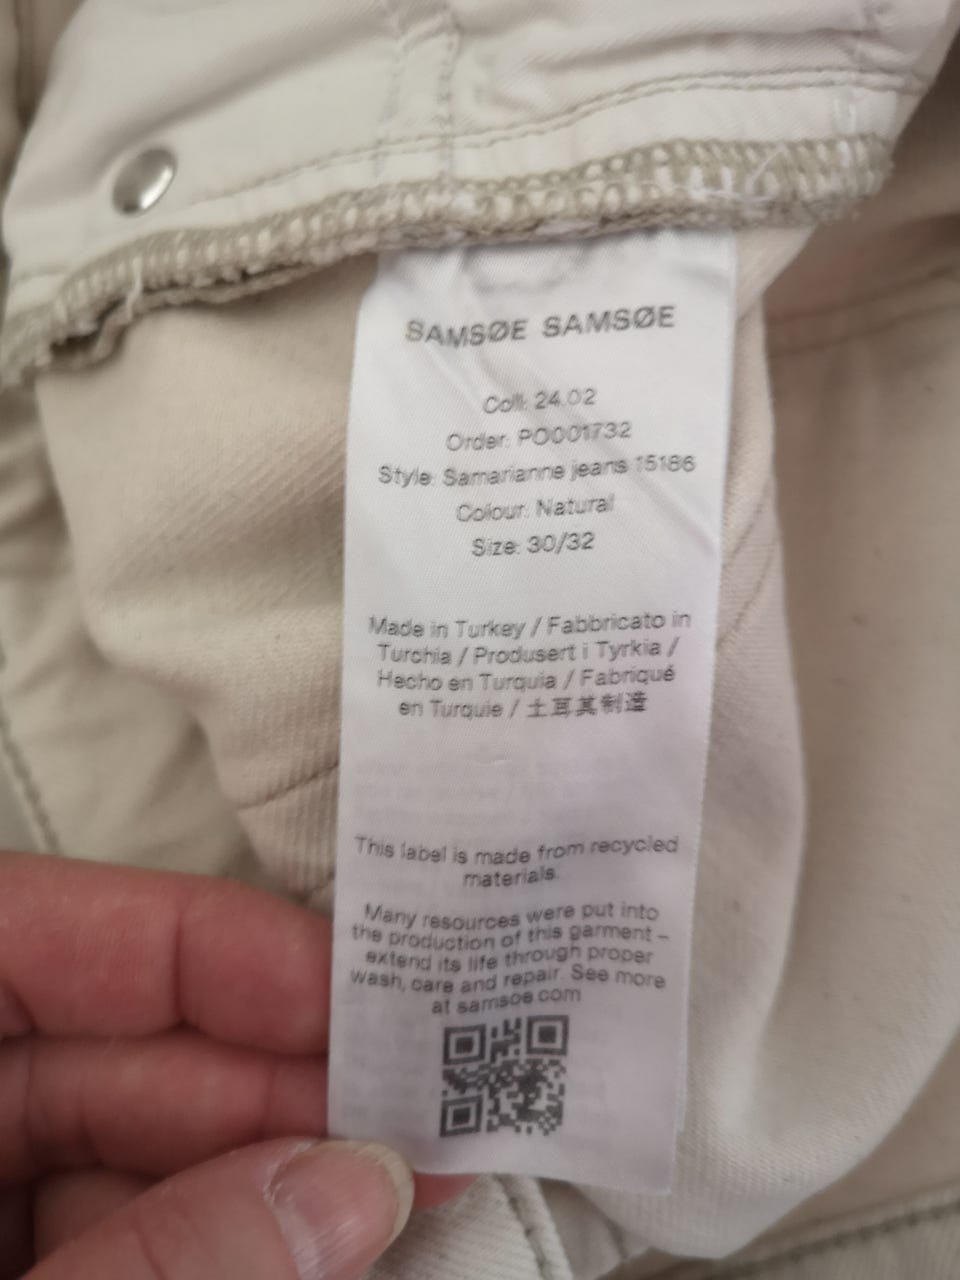 SAMSØE SAMSØE
Coll: 24.02
Order: PO001732
Style: Samarianne jeans 15186
Colour: Natural
Size: 30/32
Made in Turkey / Fabbricato in
Turchia / Produsert i Tyrkia /
Hecho en Turquia / Fabriqué
en Turquie / 土耳其制造
This label is made from recycled
materials.
Many resources were put into
the production of this garment –
extend its life through proper
wash, care and repair. See more
at samsoe.com